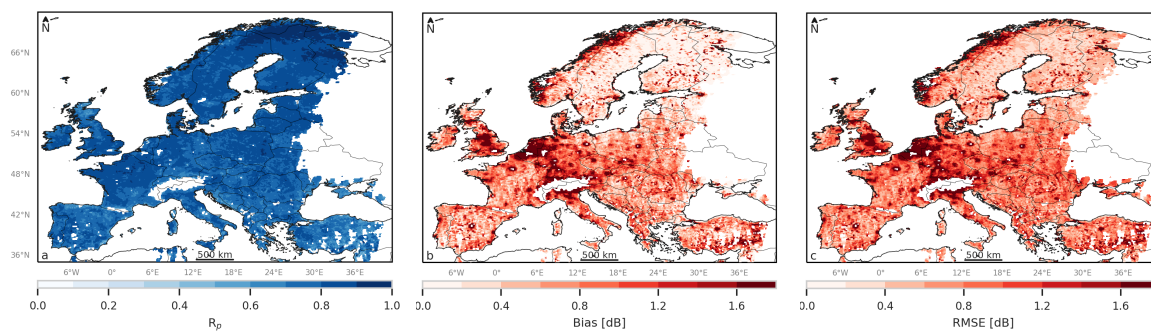 N N N
66°N
60°N
54°N
48°N
42°N
36°N
a 500 km b 500 km c 500 km
6°W 0° 6°E 12°E 18°E 24°E 30°E 36°E 6°W 0° 6°E 12°E 18°E 24°E 30°E 36°E 6°W 0° 6°E 12°E 18°E 24°E 30°E 36°E
0.0 0.2 0.4 0.6 0.8 1.0 0.0 0.4 0.8 1.2 1.6 0.0 0.4 0.8 1.2 1.6
Rp Bias [dB] RMSE [dB]